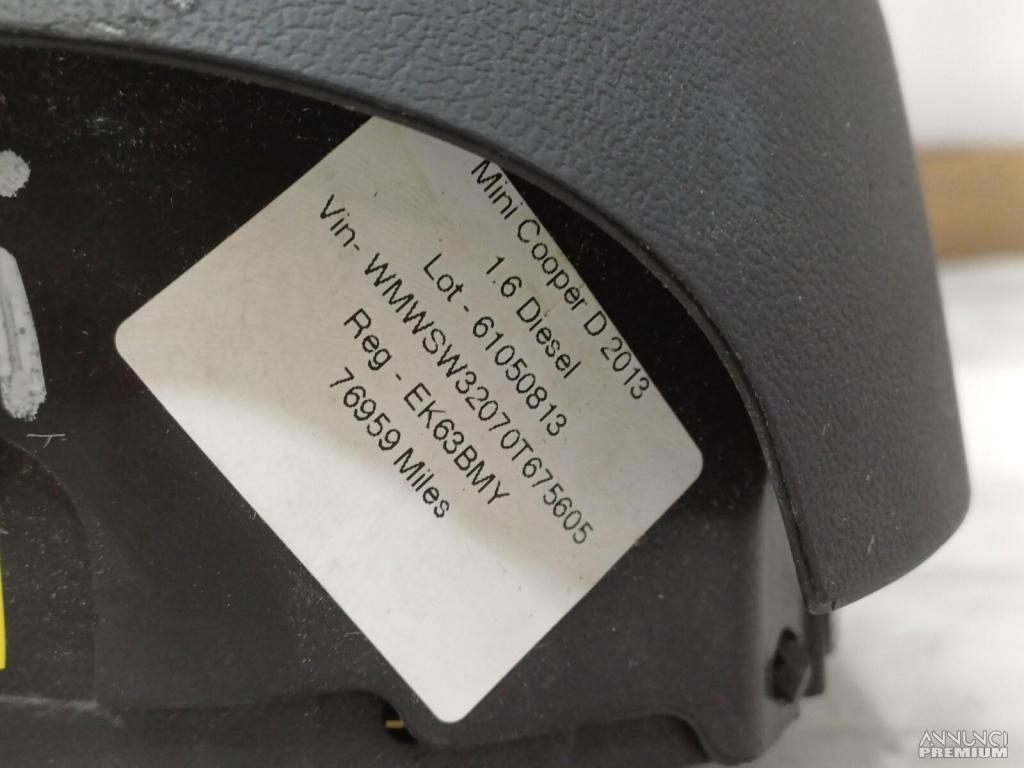 Mini Cooper D 2013
1.6 Diesel
Lot - 61050813
Vin- WMWSW32070T675605
Reg - EK63BMY
76959 Miles
ANNUNCI
PREMIUM